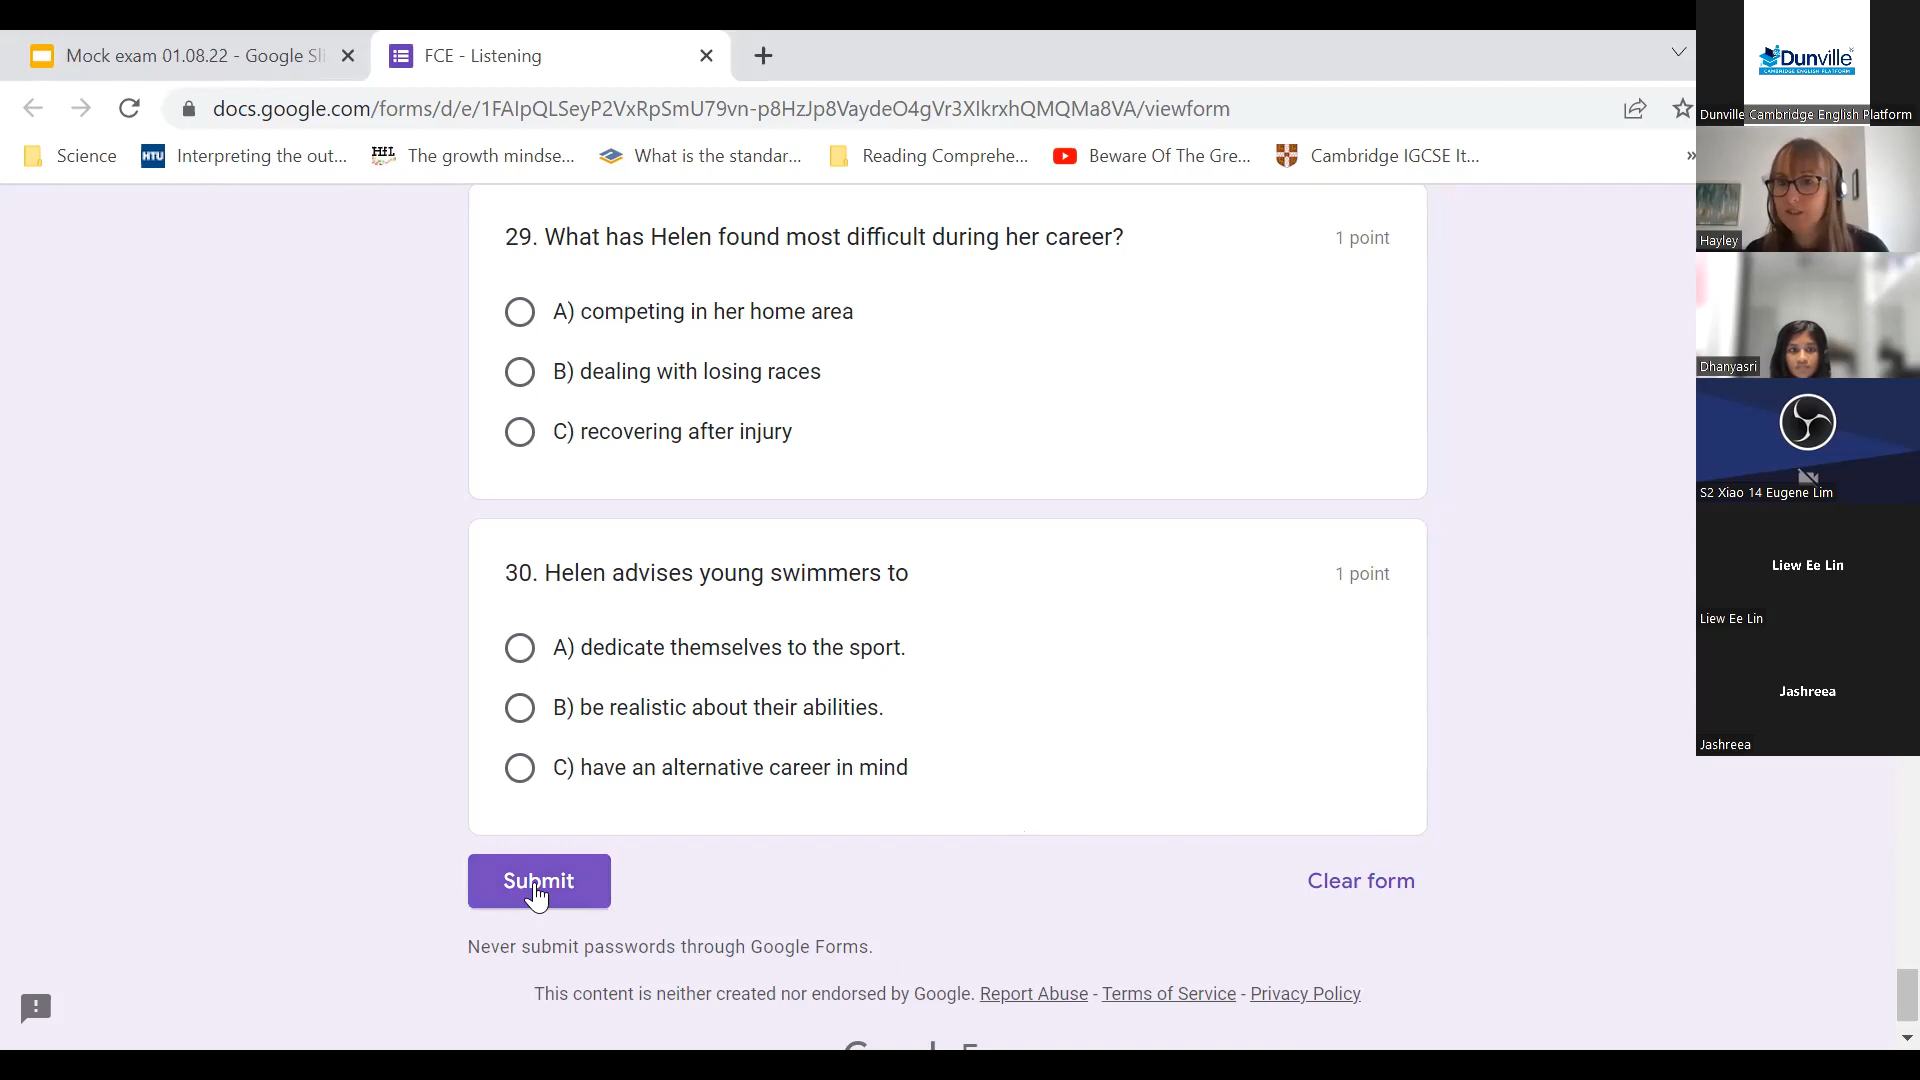 Mock exam 01.08.22 - Google Sli
FCE - Listening
docs.google.com/forms/d/e/1FAIpQLSeyP2VxRpSmU79vn-p8HzJp8VaydeO4gVr3XIkrxhQMQMa8VA/viewform
Science
HTU
Interpreting the out...
The growth mindse...
What is the standar...
Reading Comprehe...
Beware Of The Gre...
Cambridge IGCSE It...
»
29. What has Helen found most difficult during her career?
1 point
A) competing in her home area
B) dealing with losing races
C) recovering after injury
30. Helen advises young swimmers to
1 point
A) dedicate themselves to the sport.
B) be realistic about their abilities.
C) have an alternative career in mind
Submit
Clear form
Never submit passwords through Google Forms.
This content is neither created nor endorsed by Google. Report Abuse - Terms of Service - Privacy Policy
Dunville
CAMBRIDGE ENGLISH PLATFORM
Dunville Cambridge English Platform
Hayley
Dhanyasri
S2 Xiao 14 Eugene Lim
Liew Ee Lin
Liew Ee Lin
Jashreea
Jashreea